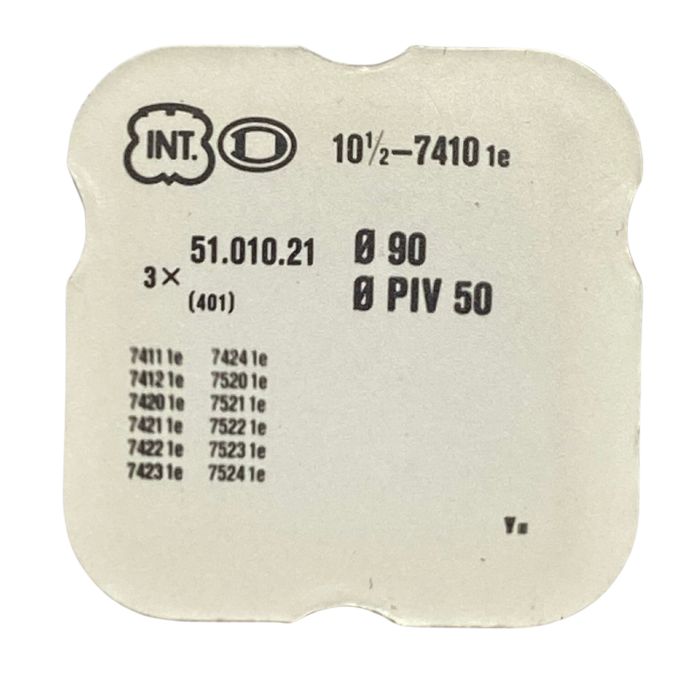 INT. D 10½–7410 1e
3× 51.010.21 Ø 90
(401) Ø PIV 50
7411 1e 7424 1e
7412 1e 7520 1e
7420 1e 7521 1e
7421 1e 7522 1e
7422 1e 7523 1e
7423 1e 7524 1e